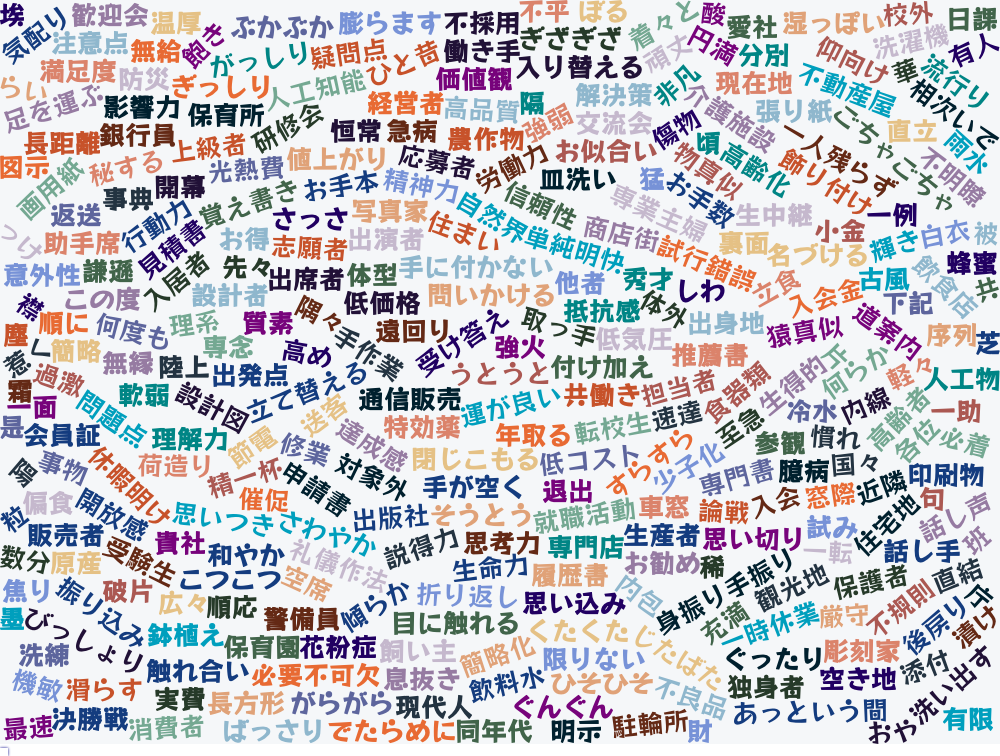 埃
歓迎会
温厚
ぶかぶか
膨らます
不採用
不平
ぼる
着々と
酸
愛社
湿っぽい
校外
日課
気配り
注意点
無給
飽き
がっしり
疑問点
ひと昔
働き手
ぎざぎざ
入り替える
頑丈
円満
分別
仰向け
洗濯機
華
有人
流行り
満足度
防災
ぎっしり
人工知能
価値観
現在地
不動産屋
相次いで
足を運ぶ
影響力
保育所
経営者
高品質
隔
解決策
非凡
介護施設
張り紙
ごちゃごちゃ
直立
雨水
長距離
銀行員
上級者
研修会
恒常
急病
農作物
強弱
交流会
傷物
頃
高齢化
一人残らず
不明瞭
図示
秘する
光熱費
値上がり
応募者
労働力
お似合い
物真似
飾り付け
画用紙
事典
開幕
覚え書き
お手本
精神力
信頼性
皿洗い
猛
お手数
生中継
一例
返送
行動力
さっさ
写真家
自然界
単純明快
専業主婦
商店街
小金
輝き
白衣
被
助手席
見積書
お得
志願者
出演者
住まい
試行錯誤
裏面
名づける
蜂蜜
意外性
謙遜
入居者
先々
出席者
体型
手に付かない
他者
秀才
しわ
立食
入会金
古風
飲食店
共
襟
この度
設計者
隅々
低価格
問いかける
抵抗感
体外
出身地
猿真似
道案内
下記
序列
芝
塵
順に
何度も
理系
質素
手作業
遠回り
受け答え
取っ手
低気圧
推薦書
惹
簡略
無縁
陸上
専念
高め
強火
付け加え
生得的
何らか
軽々
人工物
霜
過激
軟弱
出発点
立て替える
うとうと
共働き
担当者
食器類
一面
問題点
設計図
送客
通信販売
運が良い
速達
至急
冷水
内線
高齢者
一助
是
会員証
理解力
節電
修業
達成感
特効薬
年取る
転校生
参観
慣れ
各位
必着
事物
休暇明け
荷造り
精一杯
申請書
対象外
閉じこもる
低コスト
すらすら
少子化
専門書
臆病
国々
近隣
印刷物
偏食
開放感
催促
手が空く
退出
車窓
論戦
入会
窓際
住宅地
句
話し声
粒
販売者
思いつき
さわやか
出版社
そうとう
就職活動
生産者
思い切り
試み
班
数分
原産
受験生
貴社
和やか
礼儀作法
説得力
思考力
専門店
お勧め
稀
一転
話し手
焦り
振り込み
破片
こつこつ
空席
生命力
履歴書
内包
身振り手振り
観光地
保護者
不規則
直結
墨
びっしょり
広々
順応
警備員
傾らか
折り返し
思い込み
充満
一時休業
厳守
後戻り
斤
漬け
洗練
鉢植え
保育園
花粉症
飼い主
目に触れる
くたくた
じたばた
ぐったり
彫刻家
添付
機敏
滑らす
触れ合い
必要不可欠
息抜き
簡略化
限りない
ひそひそ
不良品
独身者
空き地
洗い出す
実費
長方形
がらがら
現代人
飲料水
ぐんぐん
あっという間
おや
有限
最速
決勝戦
消費者
ばっさり
でたらめに
同年代
明示
駐輪所
財